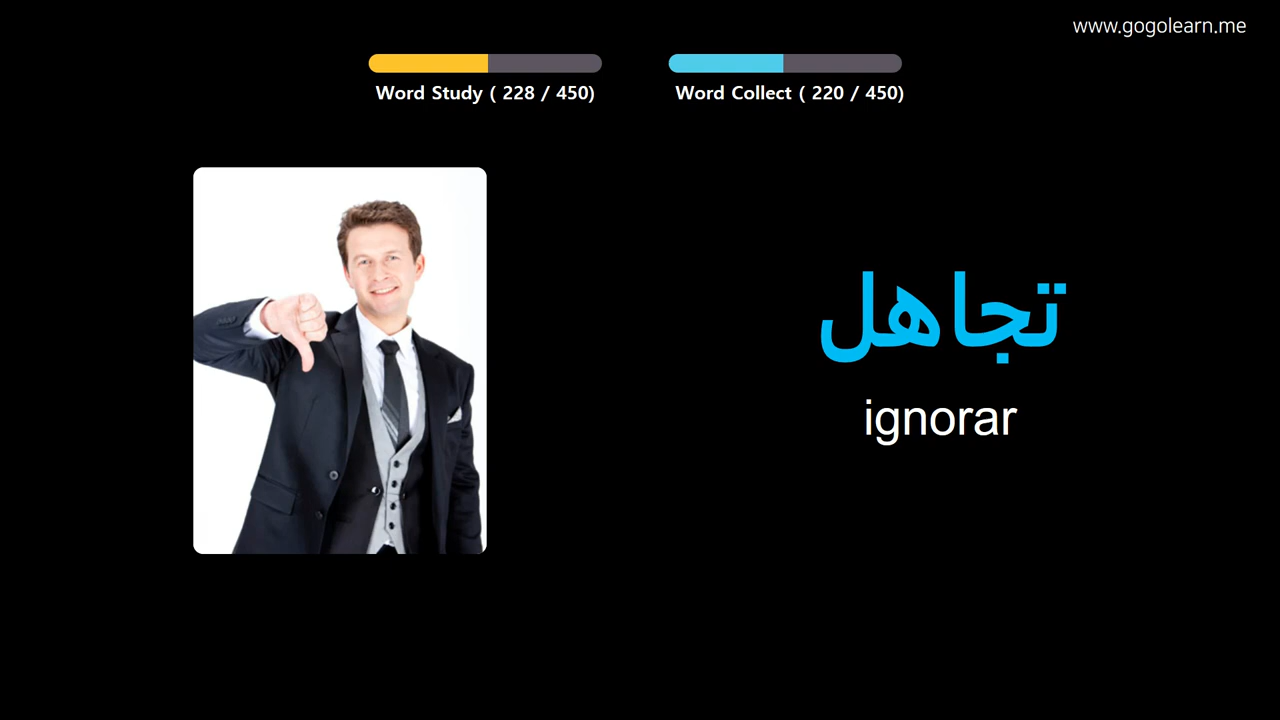 www.gogolearn.me
Word Study ( 228 / 450)
Word Collect ( 220 / 450)
تجاهل
ignorar